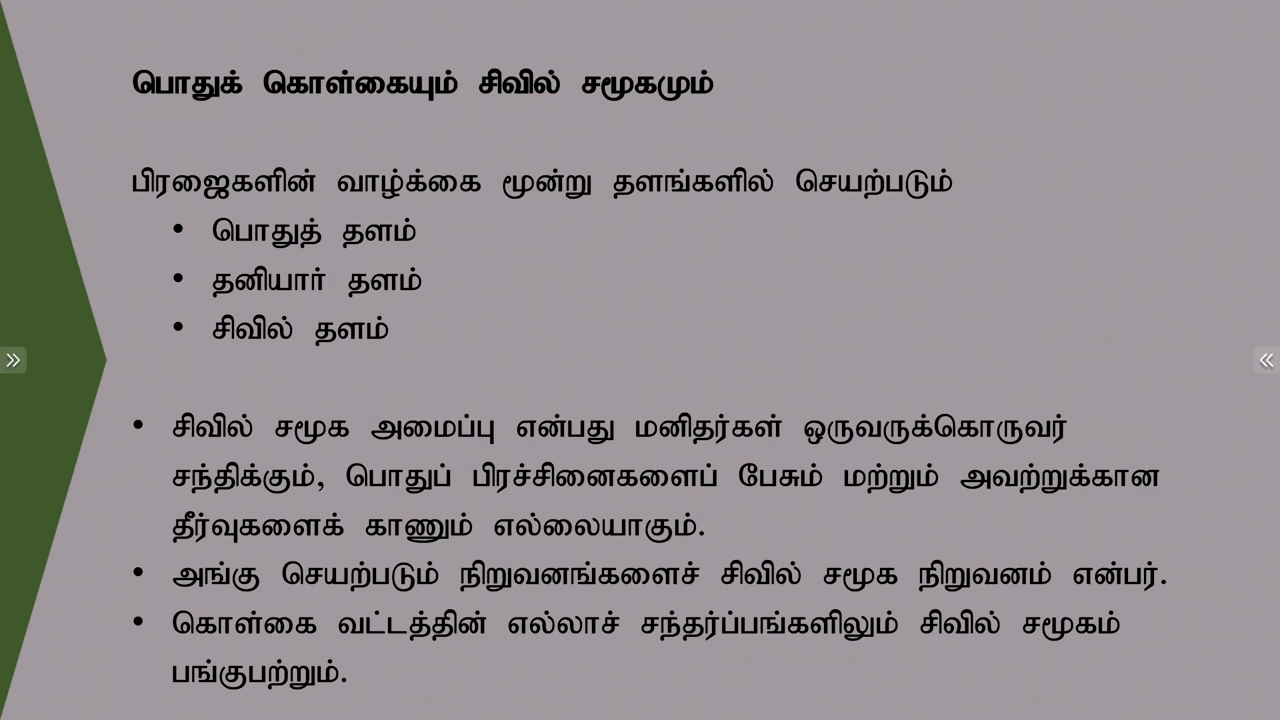 பொதுக் கொள்கையும் சிவில் சமூகமும்
பிரஜைகளின் வாழ்க்கை மூன்று தளங்களில் செயற்படும்
• பொதுத் தளம்
• தனியார் தளம்
• சிவில் தளம்
• சிவில் சமூக அமைப்பு என்பது மனிதர்கள் ஒருவருக்கொருவர்
சந்திக்கும், பொதுப் பிரச்சினைகளைப் பேசும் மற்றும் அவற்றுக்கான
தீர்வுகளைக் காணும் எல்லையாகும்.
• அங்கு செயற்படும் நிறுவனங்களைச் சிவில் சமூக நிறுவனம் என்பர்.
• கொள்கை வட்டத்தின் எல்லாச் சந்தர்ப்பங்களிலும் சிவில் சமூகம்
பங்குபற்றும்.